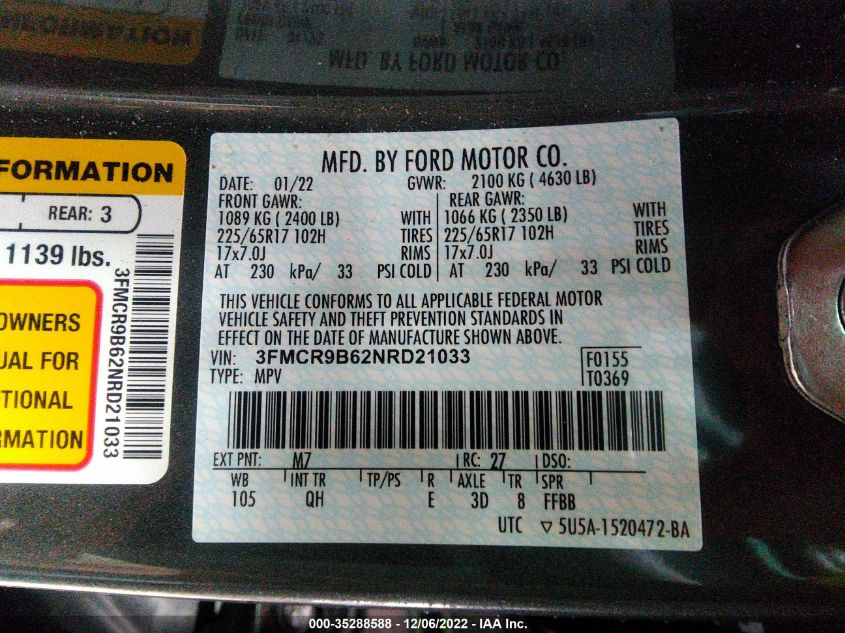 MFD. BY FORD MOTOR CO.
FORMATION
REAR: 3
1139 lbs.
3FMCR9B62NRD21033
OWNERS
UAL FOR
TIONAL
RMATION
MFD. BY FORD MOTOR CO.
DATE: 01/22 GVWR: 2100 KG ( 4630 LB)
FRONT GAWR: REAR GAWR:
1089 KG ( 2400 LB) WITH 1066 KG ( 2350 LB) WITH
225/65R17 102H TIRES 225/65R17 102H TIRES
17x7.0J RIMS 17x7.0J RIMS
AT 230 kPa/ 33 PSI COLD AT 230 kPa/ 33 PSI COLD
THIS VEHICLE CONFORMS TO ALL APPLICABLE FEDERAL MOTOR
VEHICLE SAFETY AND THEFT PREVENTION STANDARDS IN
EFFECT ON THE DATE OF MANUFACTURE SHOWN ABOVE.
VIN: 3FMCR9B62NRD21033 F0155
TYPE: MPV T0369
EXT PNT: M7 RC: 27 DSO:
WB INT TR TP/PS R AXLE TR SPR
105 QH E 3D 8 FFBB
UTC ▽ 5U5A-1520472-BA
000-35288588 - 12/06/2022 - IAA Inc.